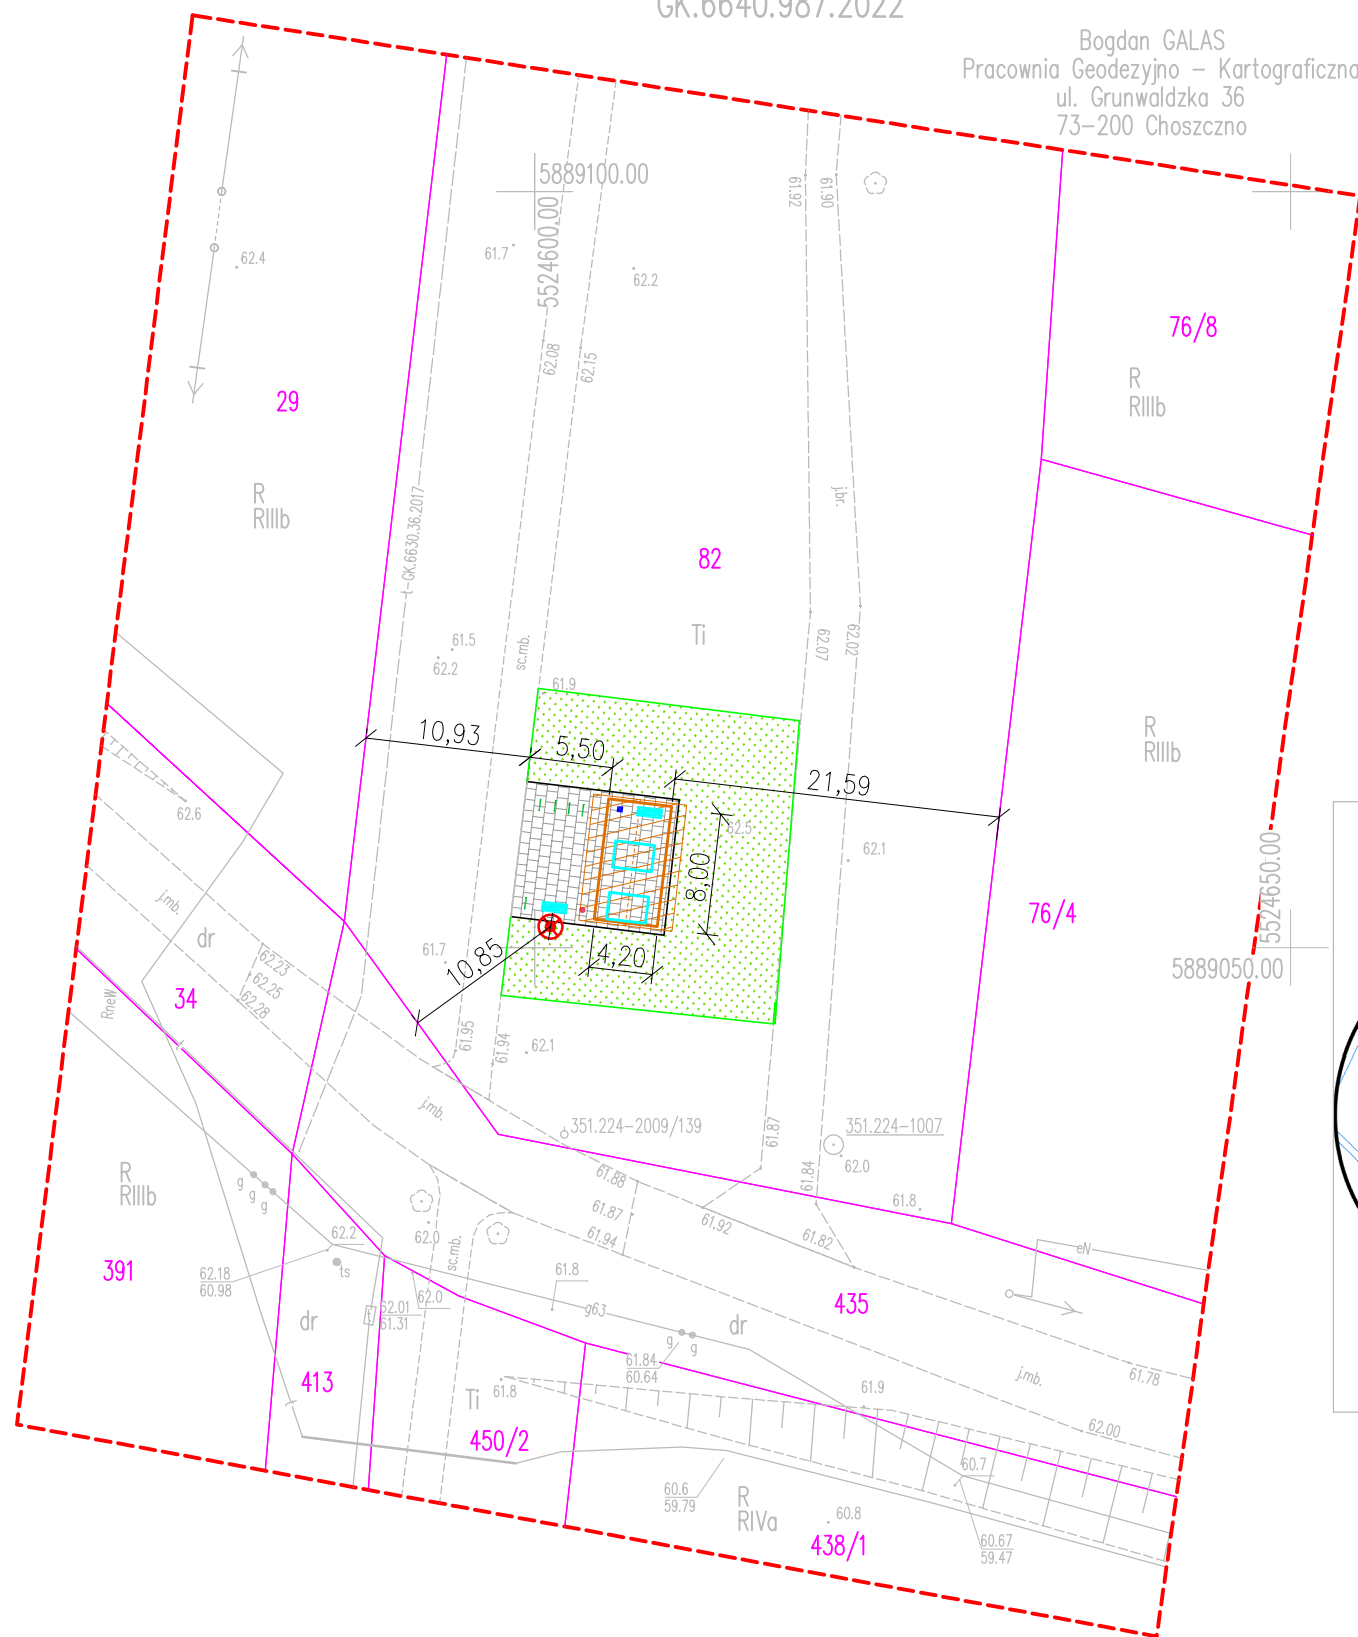 GK.6640.987.2022
Bogdan GALAS
Pracownia Geodezyjno – Kartograficzna
ul. Grunwaldzka 36
73–200 Choszczno
5889100.00
5524600.00
61.92
61.90
61.7
62.2
62.4
62.08
62.15
76/8
R
RIIIb
29
R
RIIIb
t–GK.6630.36.2017
j.br.
82
Ti
62.07
62.02
61.5
62.2
sc.mb.
61.9
R
RIIIb
10,93
5,50
21,59
62.6
62.5
62.1
8,00
5524650.00
5889050.00
76/4
j.mb.
dr
62.23
62.25
62.28
34
RneW
61.7
10,85
4,20
61.95
61.94
62.1
j.mb.
351.224–2009/139
61.87
351.224–1007
62.0
61.84
61.88
61.87
61.94
61.92
61.82
61.8
R
RIIIb
g
g
g
62.2
62.0
sc.mb.
eN
391
62.18
60.98
ts
62.0
61.8
435
t
62.01
61.31
g63
dr
dr
g
g
61.84
60.64
413
61.8
61.9
j.mb.
61.78
Ti
450/2
62.00
60.7
60.6
59.79
R
RIVa
60.8
438/1
60.67
59.47